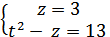 z = 3
t² − z = 13